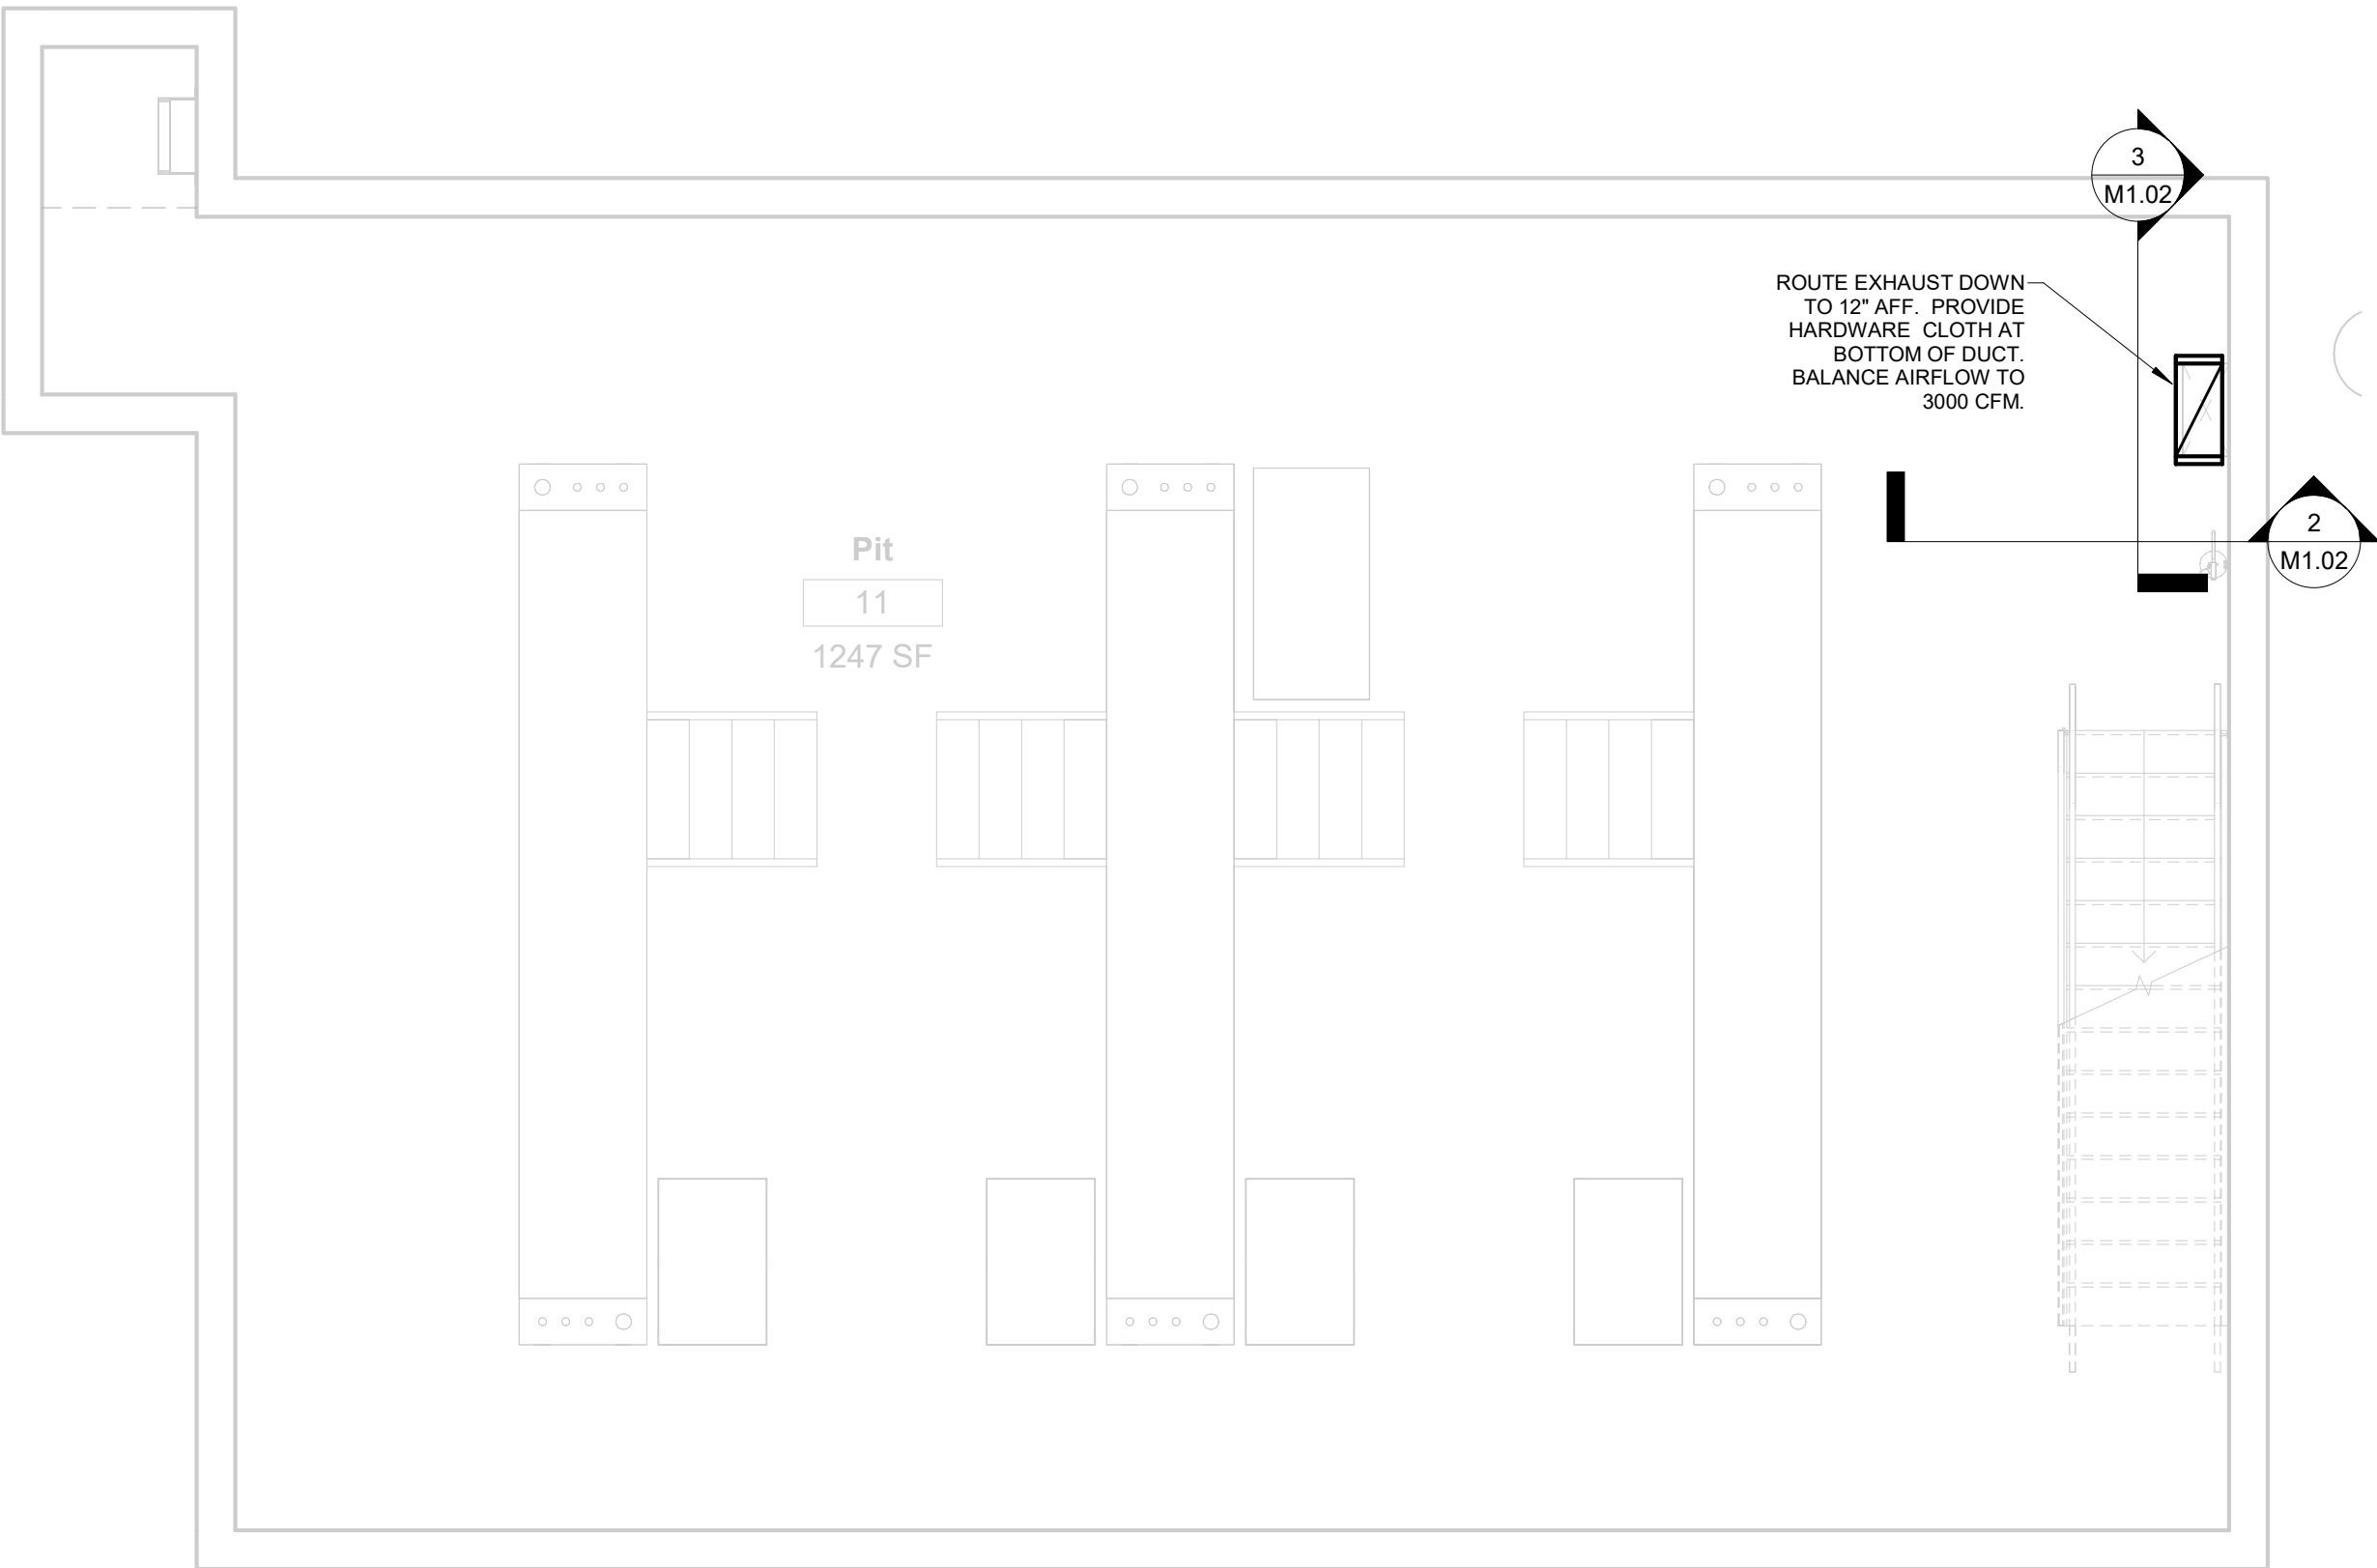 3
M1.02
ROUTE EXHAUST DOWN
TO 12" AFF. PROVIDE
HARDWARE CLOTH AT
BOTTOM OF DUCT.
BALANCE AIRFLOW TO
3000 CFM.
2
M1.02
Pit
11
1247 SF